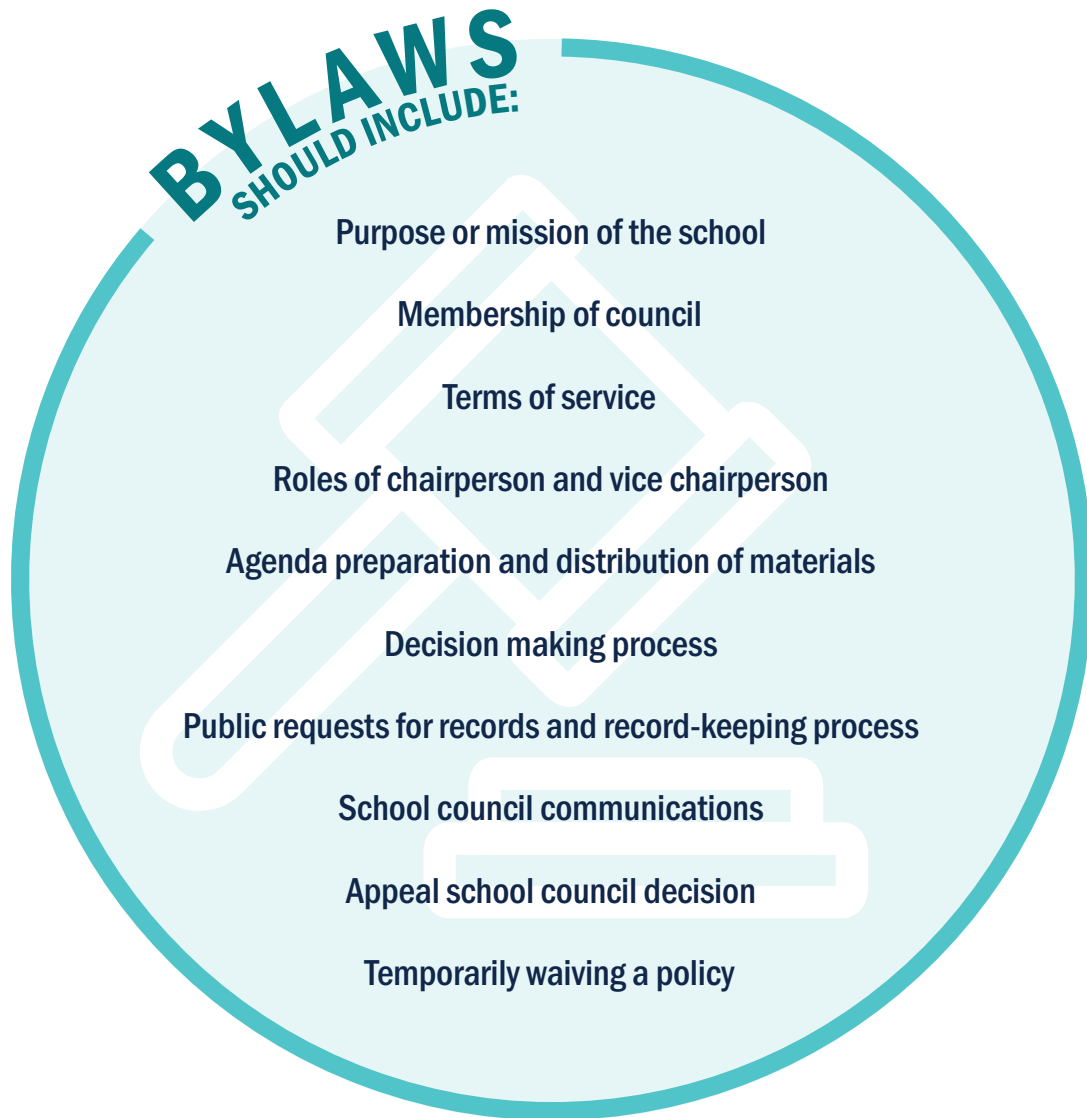 BYLAWS
SHOULD INCLUDE:
Purpose or mission of the school
Membership of council
Terms of service
Roles of chairperson and vice chairperson
Agenda preparation and distribution of materials
Decision making process
Public requests for records and record-keeping process
School council communications
Appeal school council decision
Temporarily waiving a policy